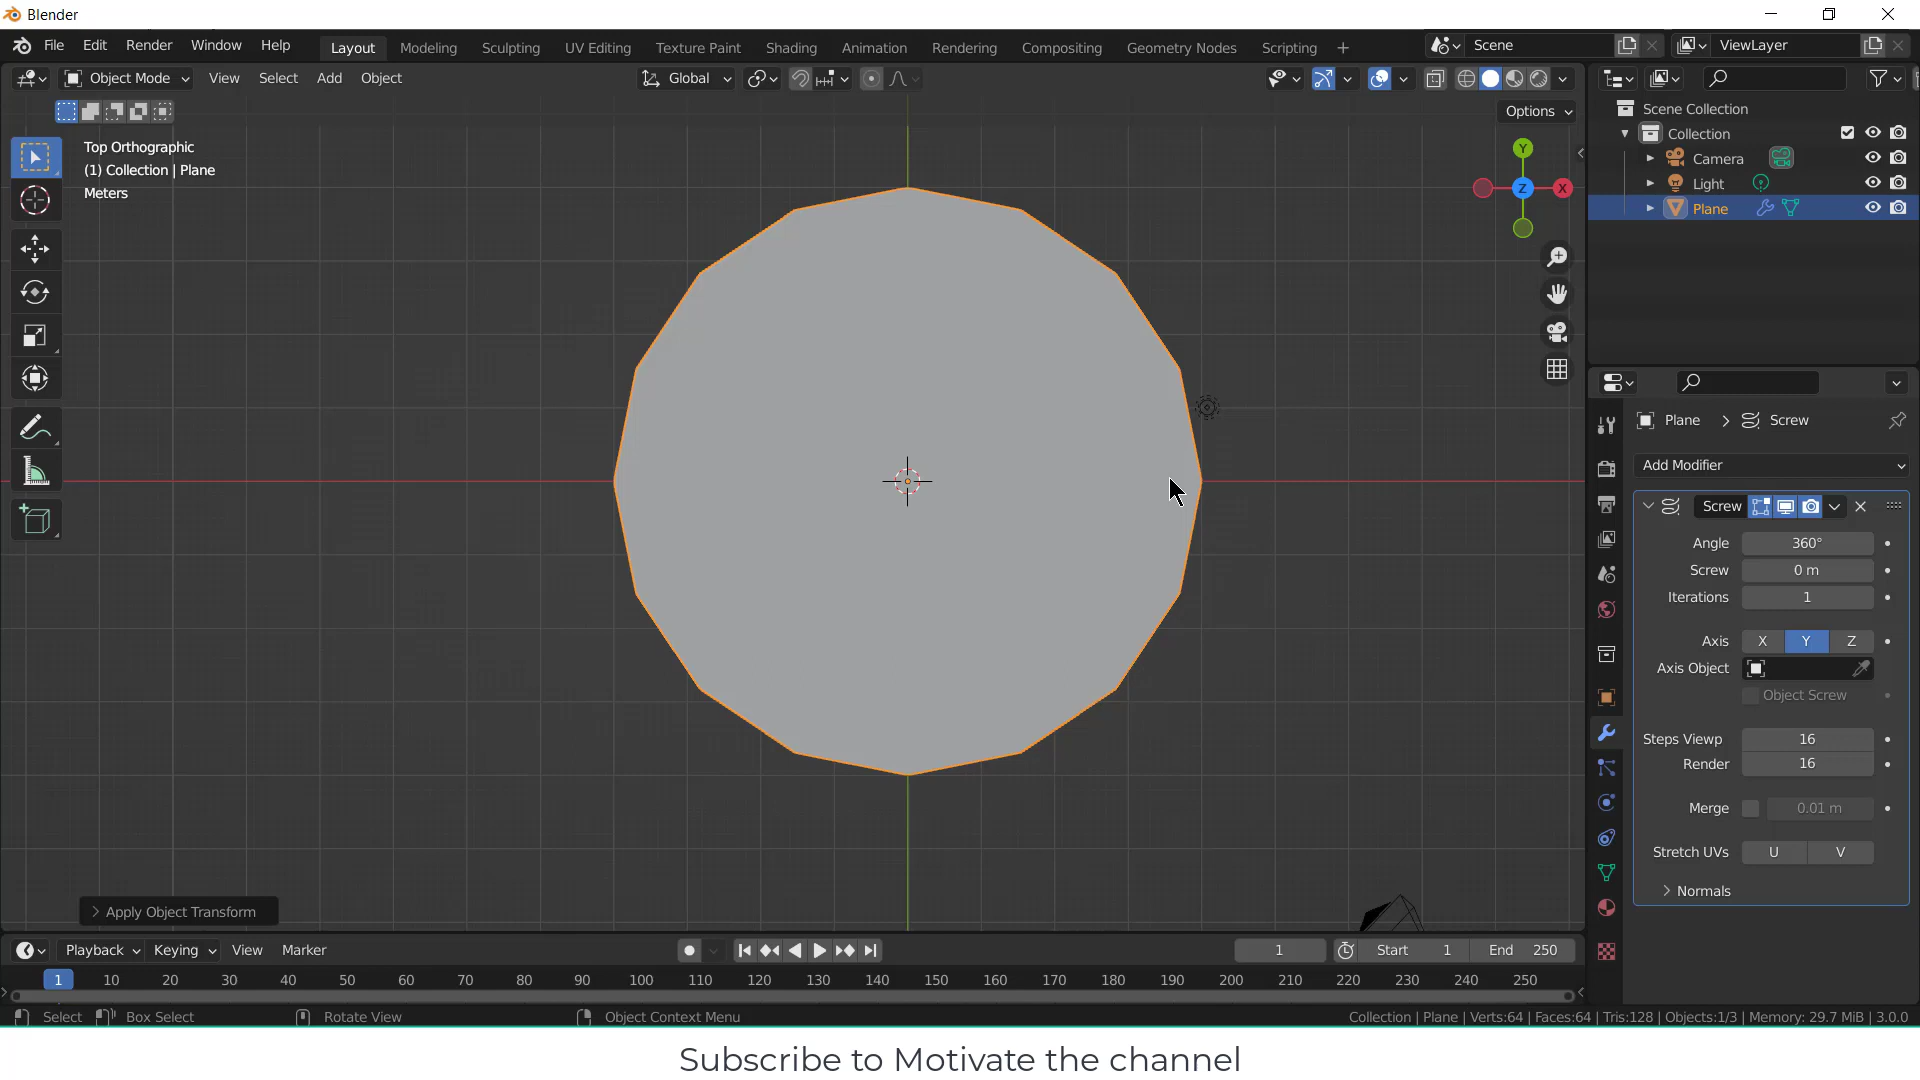 Blender
File Edit Render Window Help Layout Modeling Sculpting UV Editing Texture Paint Shading Animation Rendering Compositing Geometry Nodes Scripting + Scene ViewLayer
Object Mode View Select Add Object Global
Options
Top Orthographic
(1) Collection | Plane
Meters
Y
Z
X
Scene Collection
Collection
Camera
Light
Plane
Plane > Screw
Add Modifier
Screw
Angle 360°
Screw 0 m
Iterations 1
Axis X Y Z
Axis Object
Object Screw
Steps Viewp 16
Render 16
Merge 0.01 m
Stretch UVs U V
> Normals
> Apply Object Transform
Playback Keying View Marker 1 Start 1 End 250
1 10 20 30 40 50 60 70 80 90 100 110 120 130 140 150 160 170 180 190 200 210 220 230 240 250
Select Box Select Rotate View Object Context Menu Collection | Plane | Verts:64 | Faces:64 | Tris:128 | Objects:1/3 | Memory: 29.7 MiB | 3.0.0
Subscribe to Motivate the channel